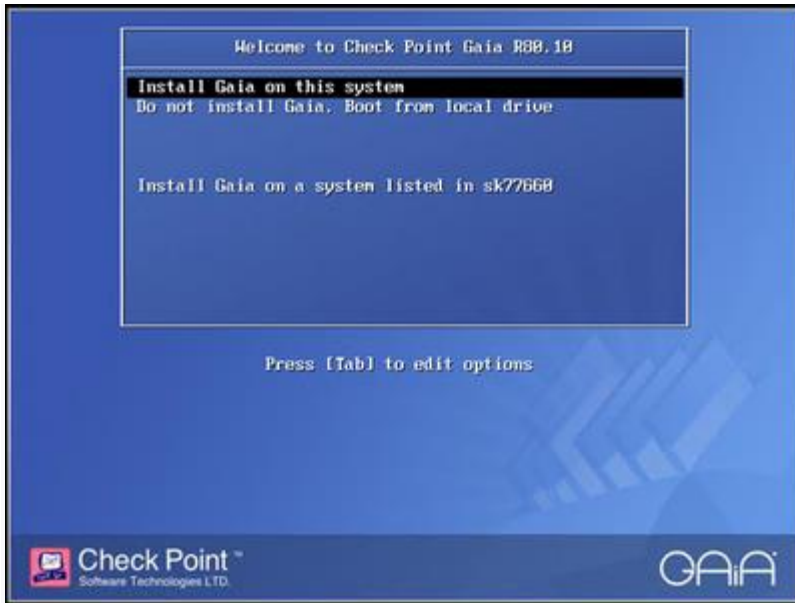 Welcome to Check Point Gaia R80.10
Install Gaia on this system
Do not install Gaia. Boot from local drive
Install Gaia on a system listed in sk77660
Press [Tab] to edit options
Check Point™
Software Technologies LTD.
GAiA